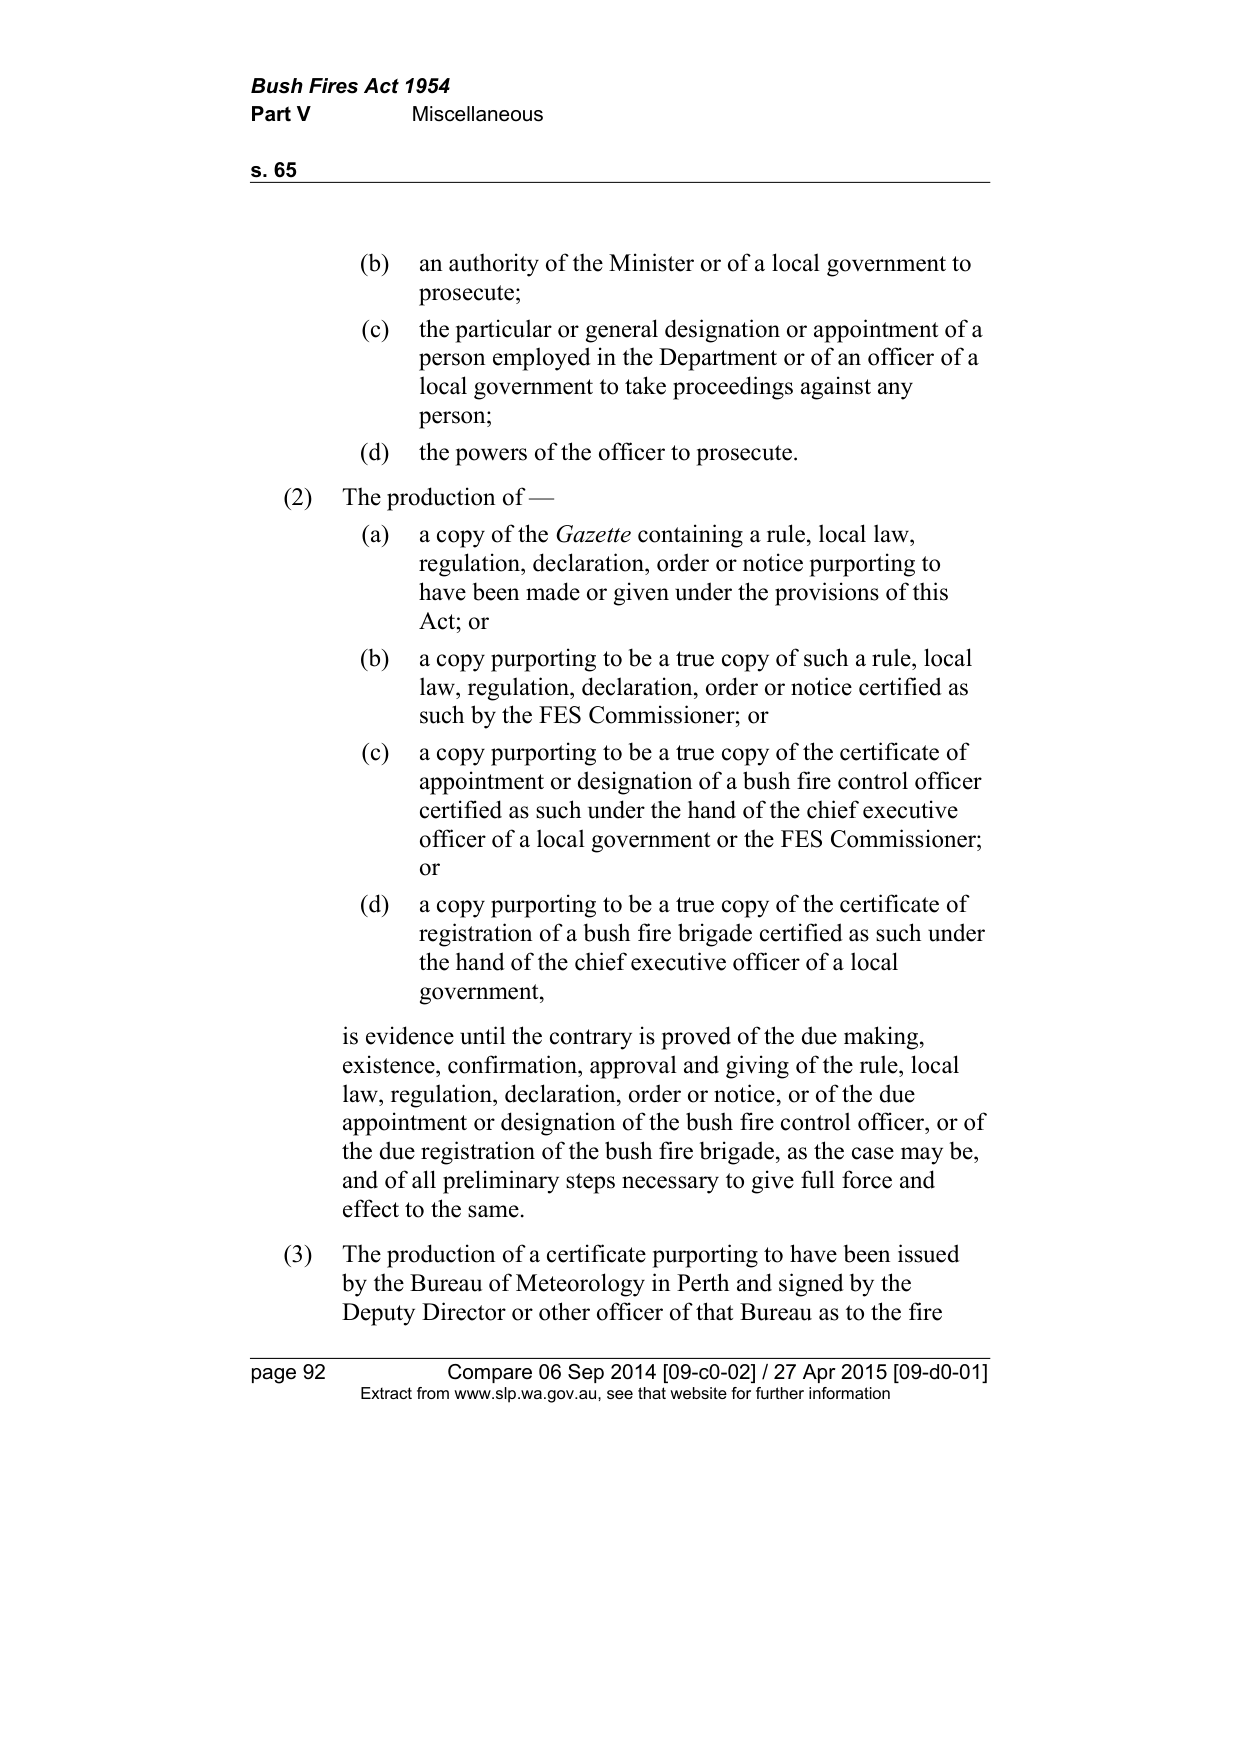 Bush Fires Act 1954
Part V Miscellaneous
s. 65
(b) an authority of the Minister or of a local government to
prosecute;
(c) the particular or general designation or appointment of a
person employed in the Department or of an officer of a
local government to take proceedings against any
person;
(d) the powers of the officer to prosecute.
(2) The production of —
(a) a copy of the Gazette containing a rule, local law,
regulation, declaration, order or notice purporting to
have been made or given under the provisions of this
Act; or
(b) a copy purporting to be a true copy of such a rule, local
law, regulation, declaration, order or notice certified as
such by the FES Commissioner; or
(c) a copy purporting to be a true copy of the certificate of
appointment or designation of a bush fire control officer
certified as such under the hand of the chief executive
officer of a local government or the FES Commissioner;
or
(d) a copy purporting to be a true copy of the certificate of
registration of a bush fire brigade certified as such under
the hand of the chief executive officer of a local
government,
is evidence until the contrary is proved of the due making,
existence, confirmation, approval and giving of the rule, local
law, regulation, declaration, order or notice, or of the due
appointment or designation of the bush fire control officer, or of
the due registration of the bush fire brigade, as the case may be,
and of all preliminary steps necessary to give full force and
effect to the same.
(3) The production of a certificate purporting to have been issued
by the Bureau of Meteorology in Perth and signed by the
Deputy Director or other officer of that Bureau as to the fire
page 92 Compare 06 Sep 2014 [09-c0-02] / 27 Apr 2015 [09-d0-01]
Extract from www.slp.wa.gov.au, see that website for further information